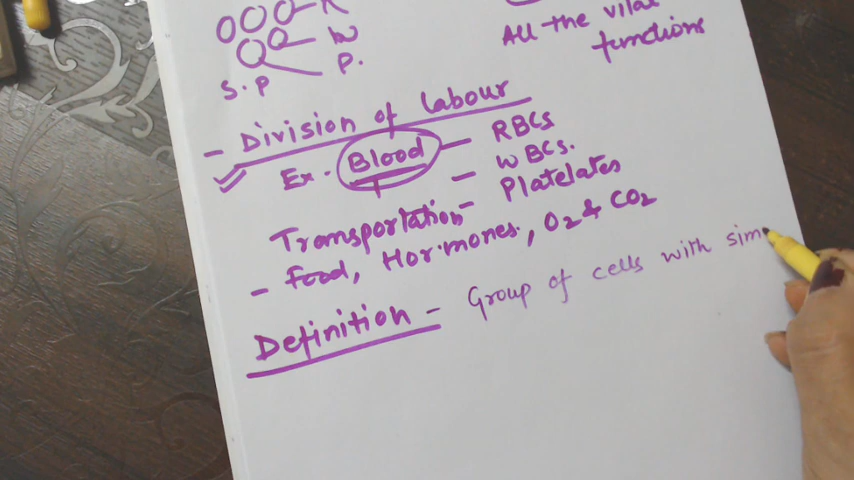 R
W
P.
S.P
All the vital
functions
- Division of labour
Ex. Blood - RBCs
- WBCs.
- Platelates
Transportation
- Food, Hormones, O2 & CO2
Definition - Group of cells with sim